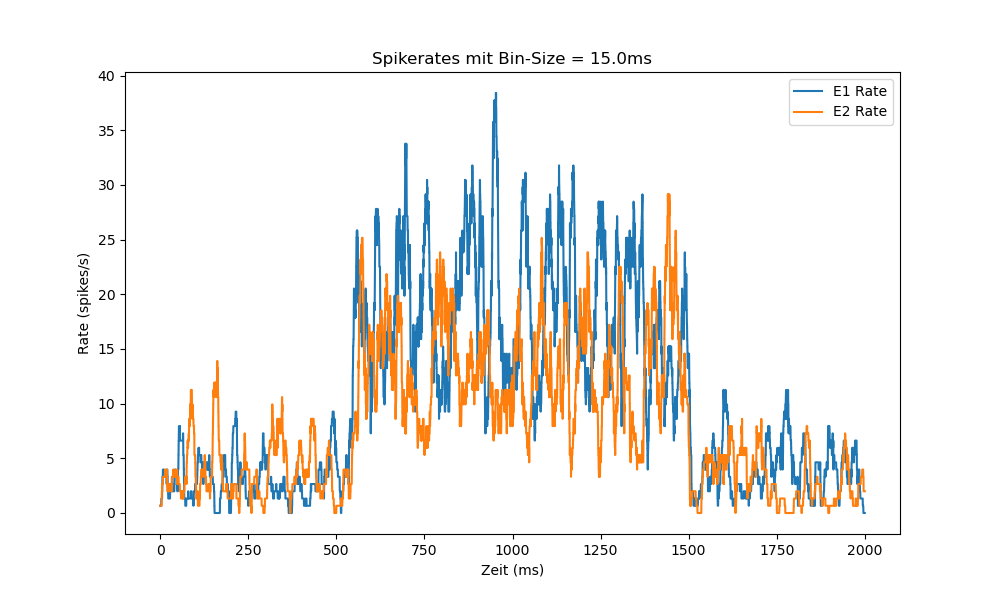 Spikerates mit Bin-Size = 15.0ms
E1 Rate
E2 Rate
40
35
30
25
20
15
10
5
0
Rate (spikes/s)
0 250 500 750 1000 1250 1500 1750 2000
Zeit (ms)